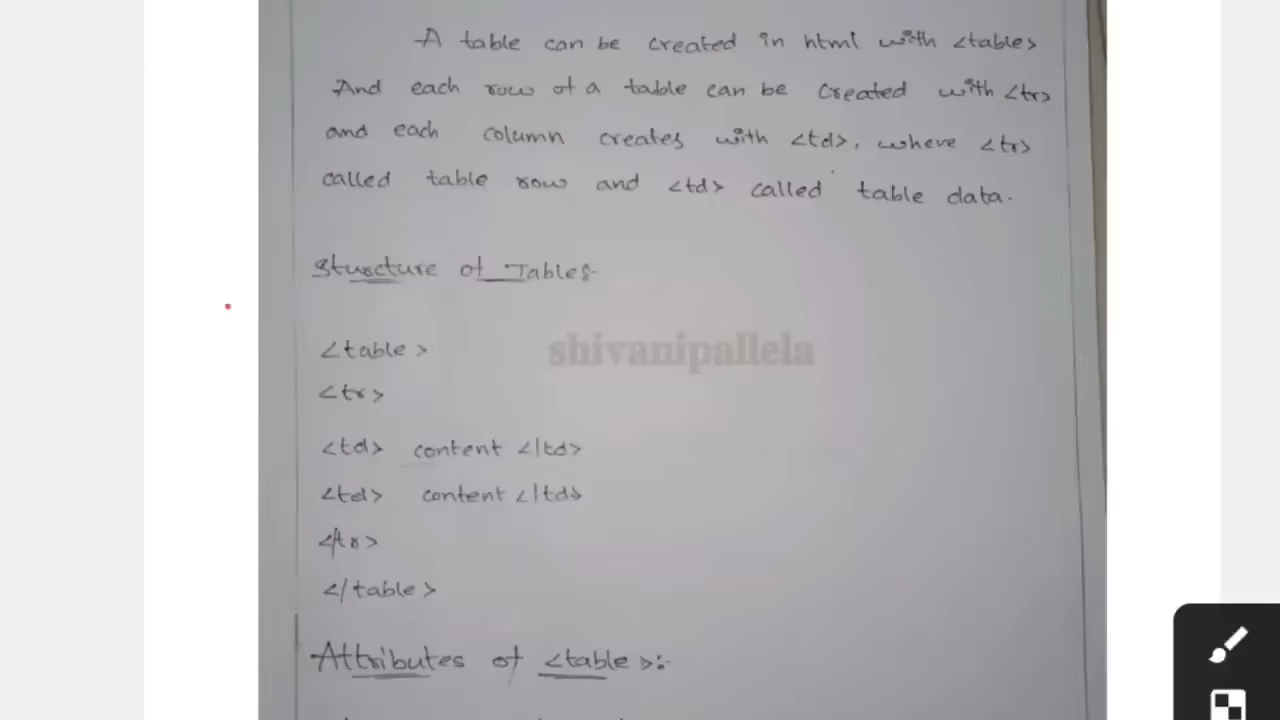 A table can be created in html with <table>
And each row of a table can be created with <tr>
and each column creates with <td>, where <tr>
called table row and <td> called table data.
Sturcture of Tables-
<table>
shivanipallela
<tr>
<td> content </td>
<td> content </td>
</tr>
</table>
Attributes of <table>:-